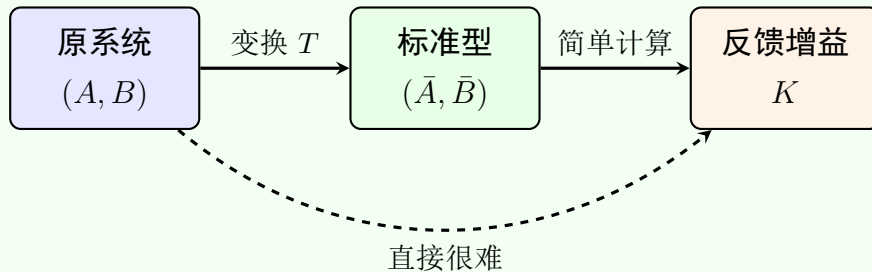 原系统
(A, B)
变换 T
标准型
(Ā, B̄)
简单计算
反馈增益
K
直接很难